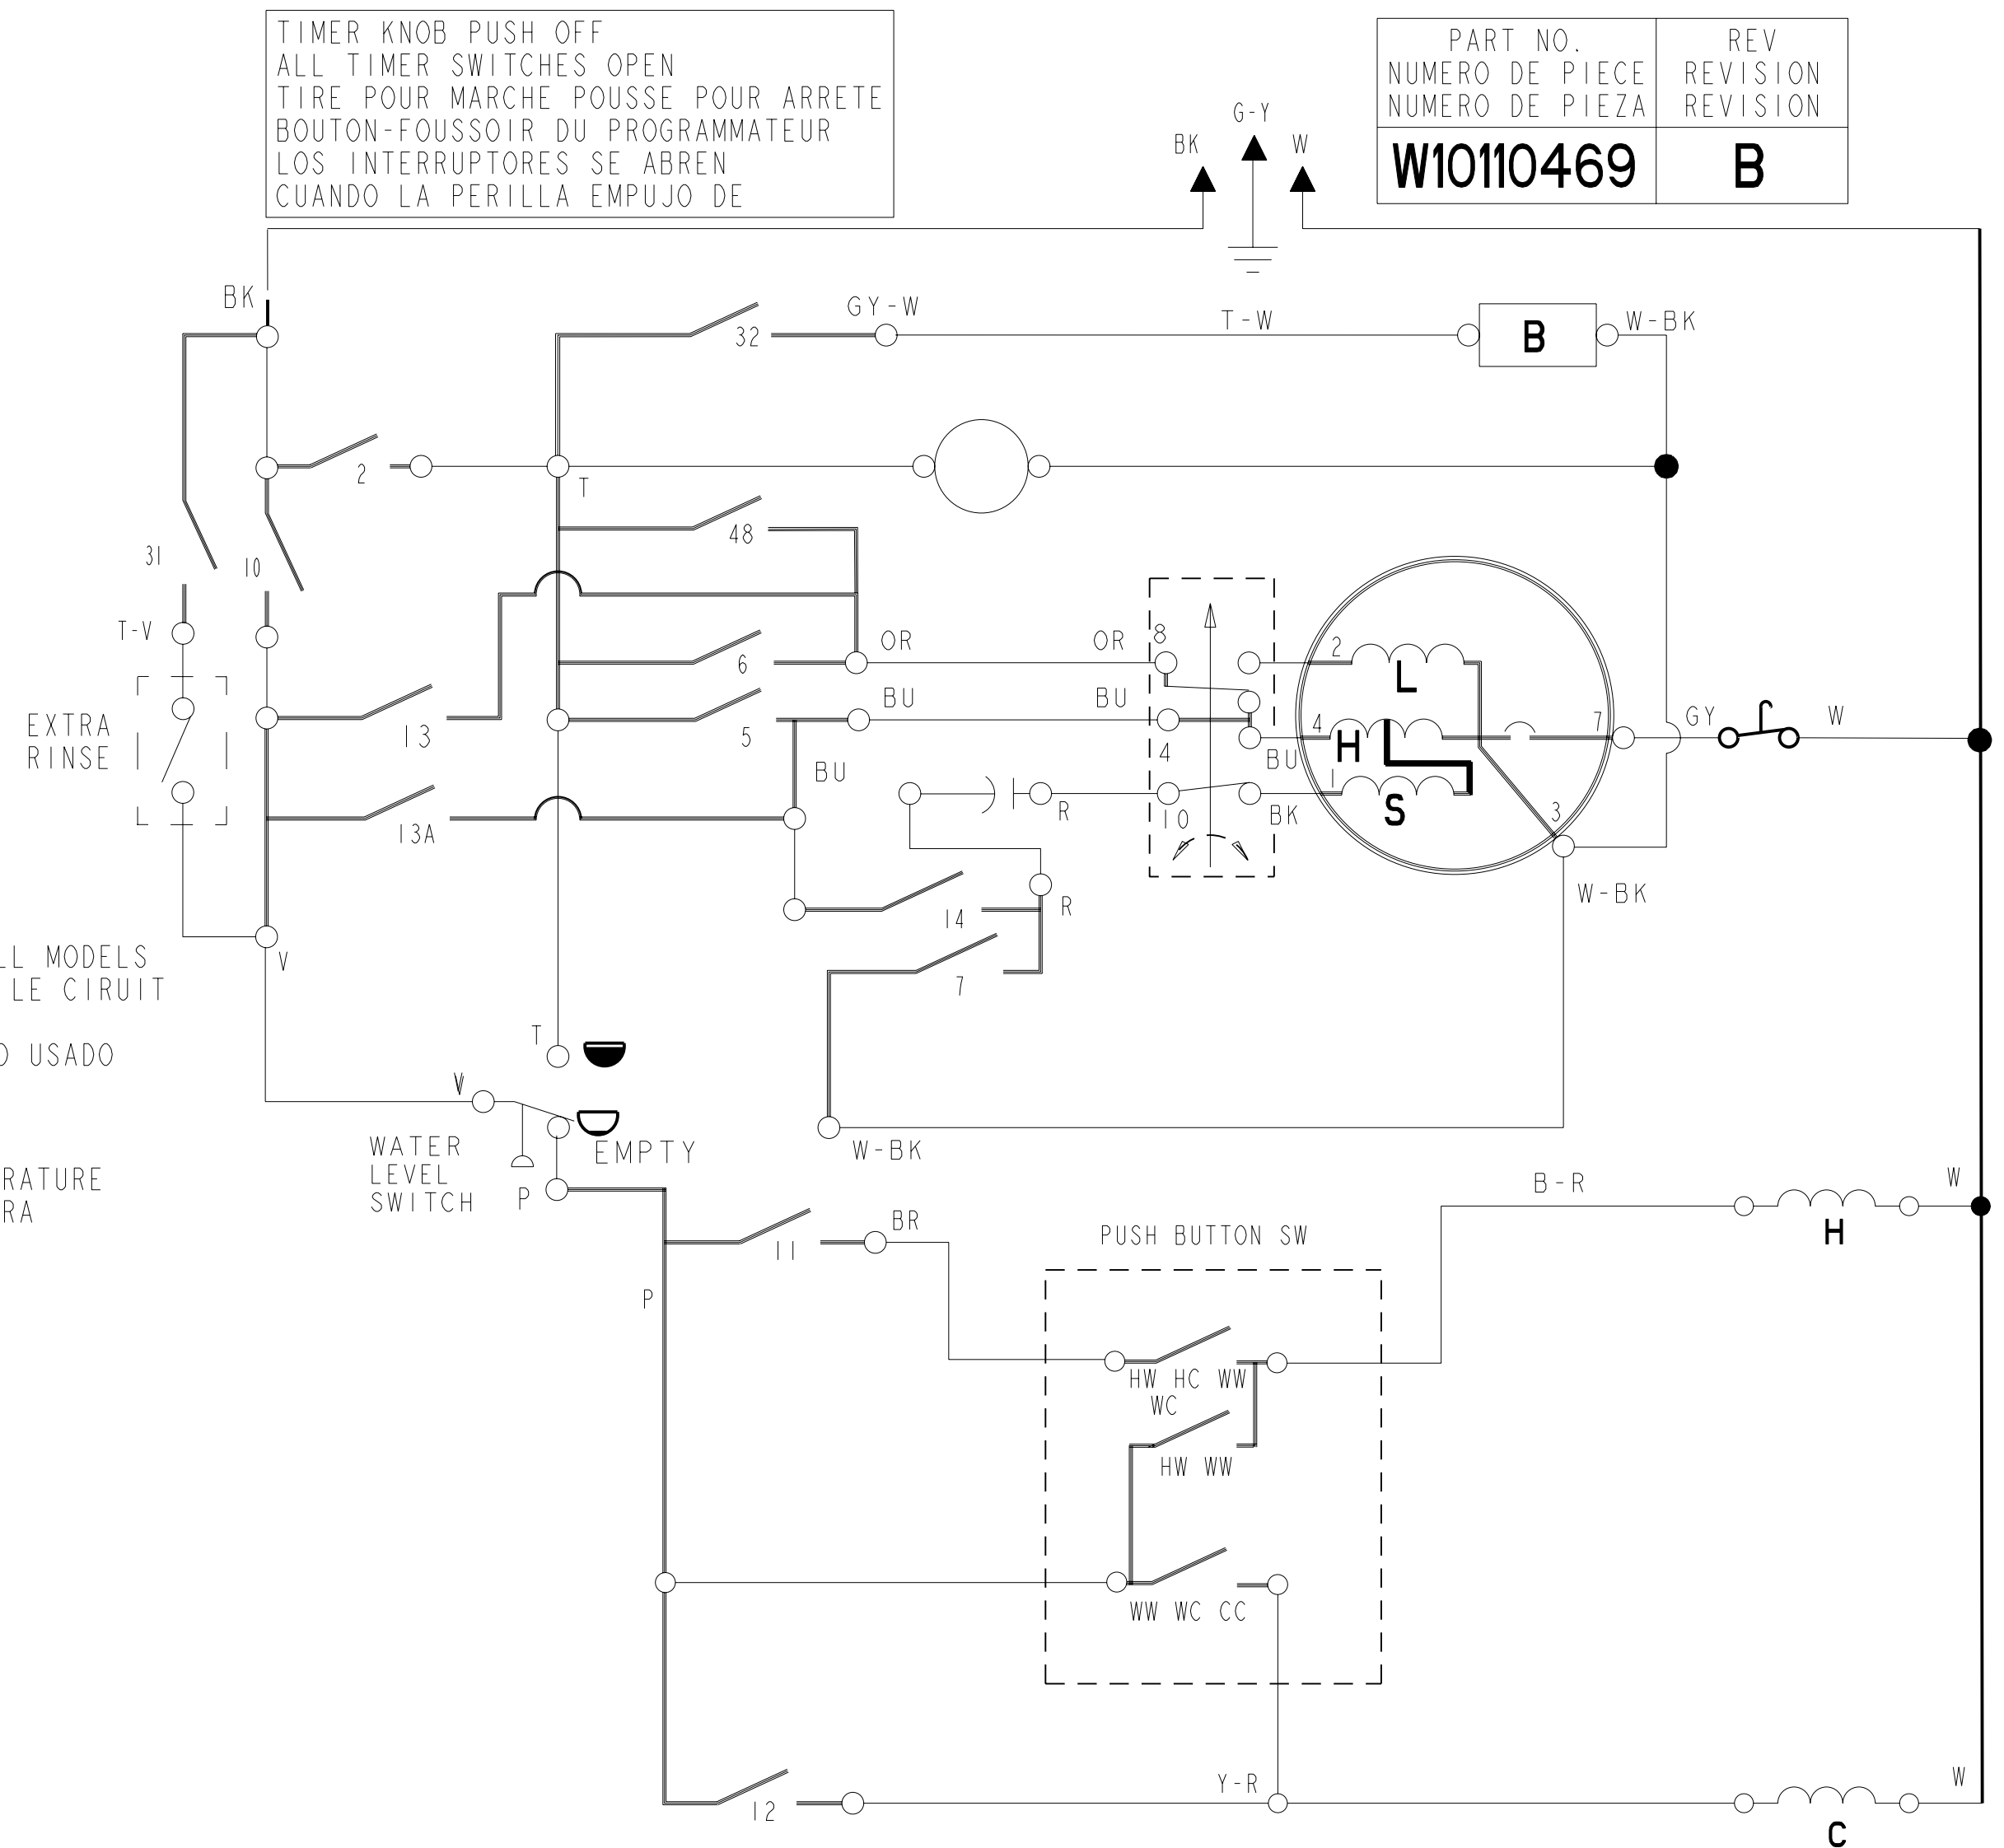 TIMER KNOB PUSH OFF
ALL TIMER SWITCHES OPEN
TIRE POUR MARCHE POUSSE POUR ARRETE
BOUTON-FOUSSOIR DU PROGRAMMATEUR
LOS INTERRUPTORES SE ABREN
CUANDO LA PERILLA EMPUJO DE
PART NO.
NUMERO DE PIECE
NUMERO DE PIEZA
REV
REVISION
REVISION
W10110469
B
G-Y
BK
W
BK
GY-W
32
T-W
B
W-BK
2
T
48
31
10
T-V
6
OR
OR
8
2
L
13
5
BU
BU
4
BU
4
H
7
GY
W
EXTRA
RINSE
BU
R
10
BK
1
S
3
13A
14
R
W-BK
7
V
LL MODELS
LE CIRUIT
O USADO
T
V
WATER
LEVEL
SWITCH
EMPTY
P
W-BK
RATURE
RA
11
BR
B-R
W
H
PUSH BUTTON SW
P
HW HC WW
WC
HW WW
WW WC CC
12
Y-R
W
C